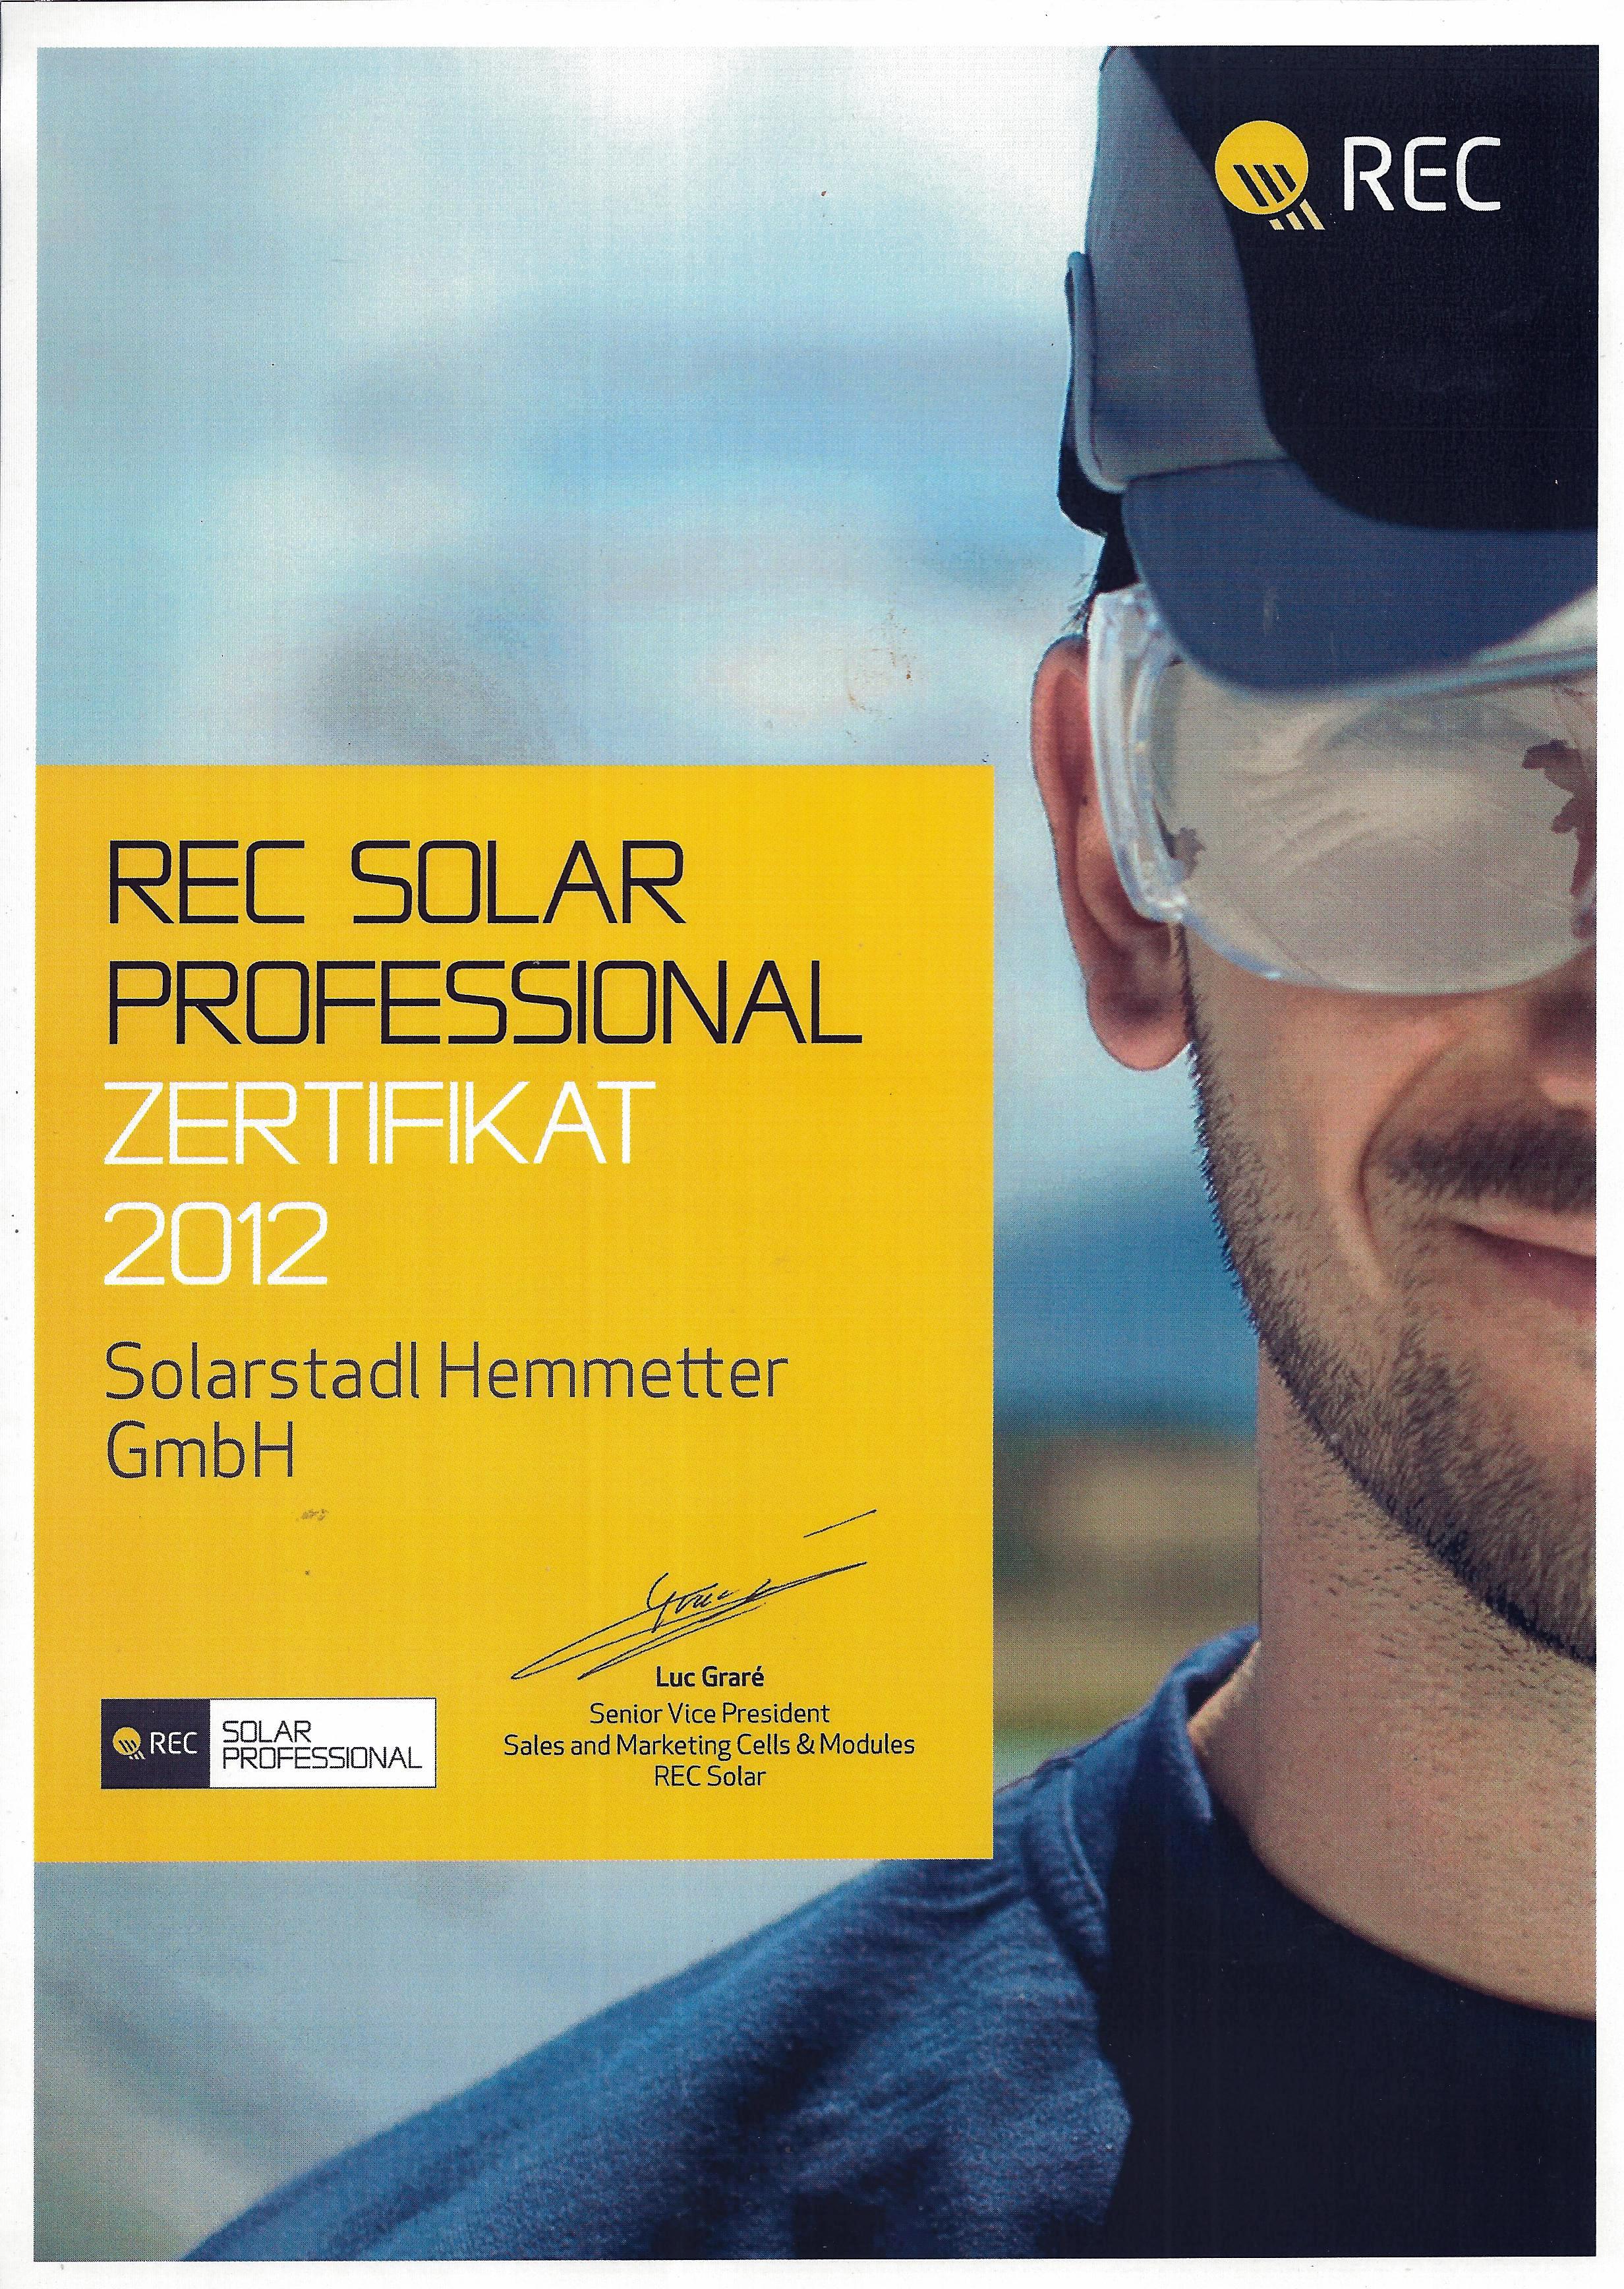 REC
REC SOLAR
PROFESSIONAL
ZERTIFIKAT
2012
Solarstadl Hemmetter
GmbH
Luc Graré
Senior Vice President
Sales and Marketing Cells & Modules
REC Solar
REC
SOLAR
PROFESSIONAL